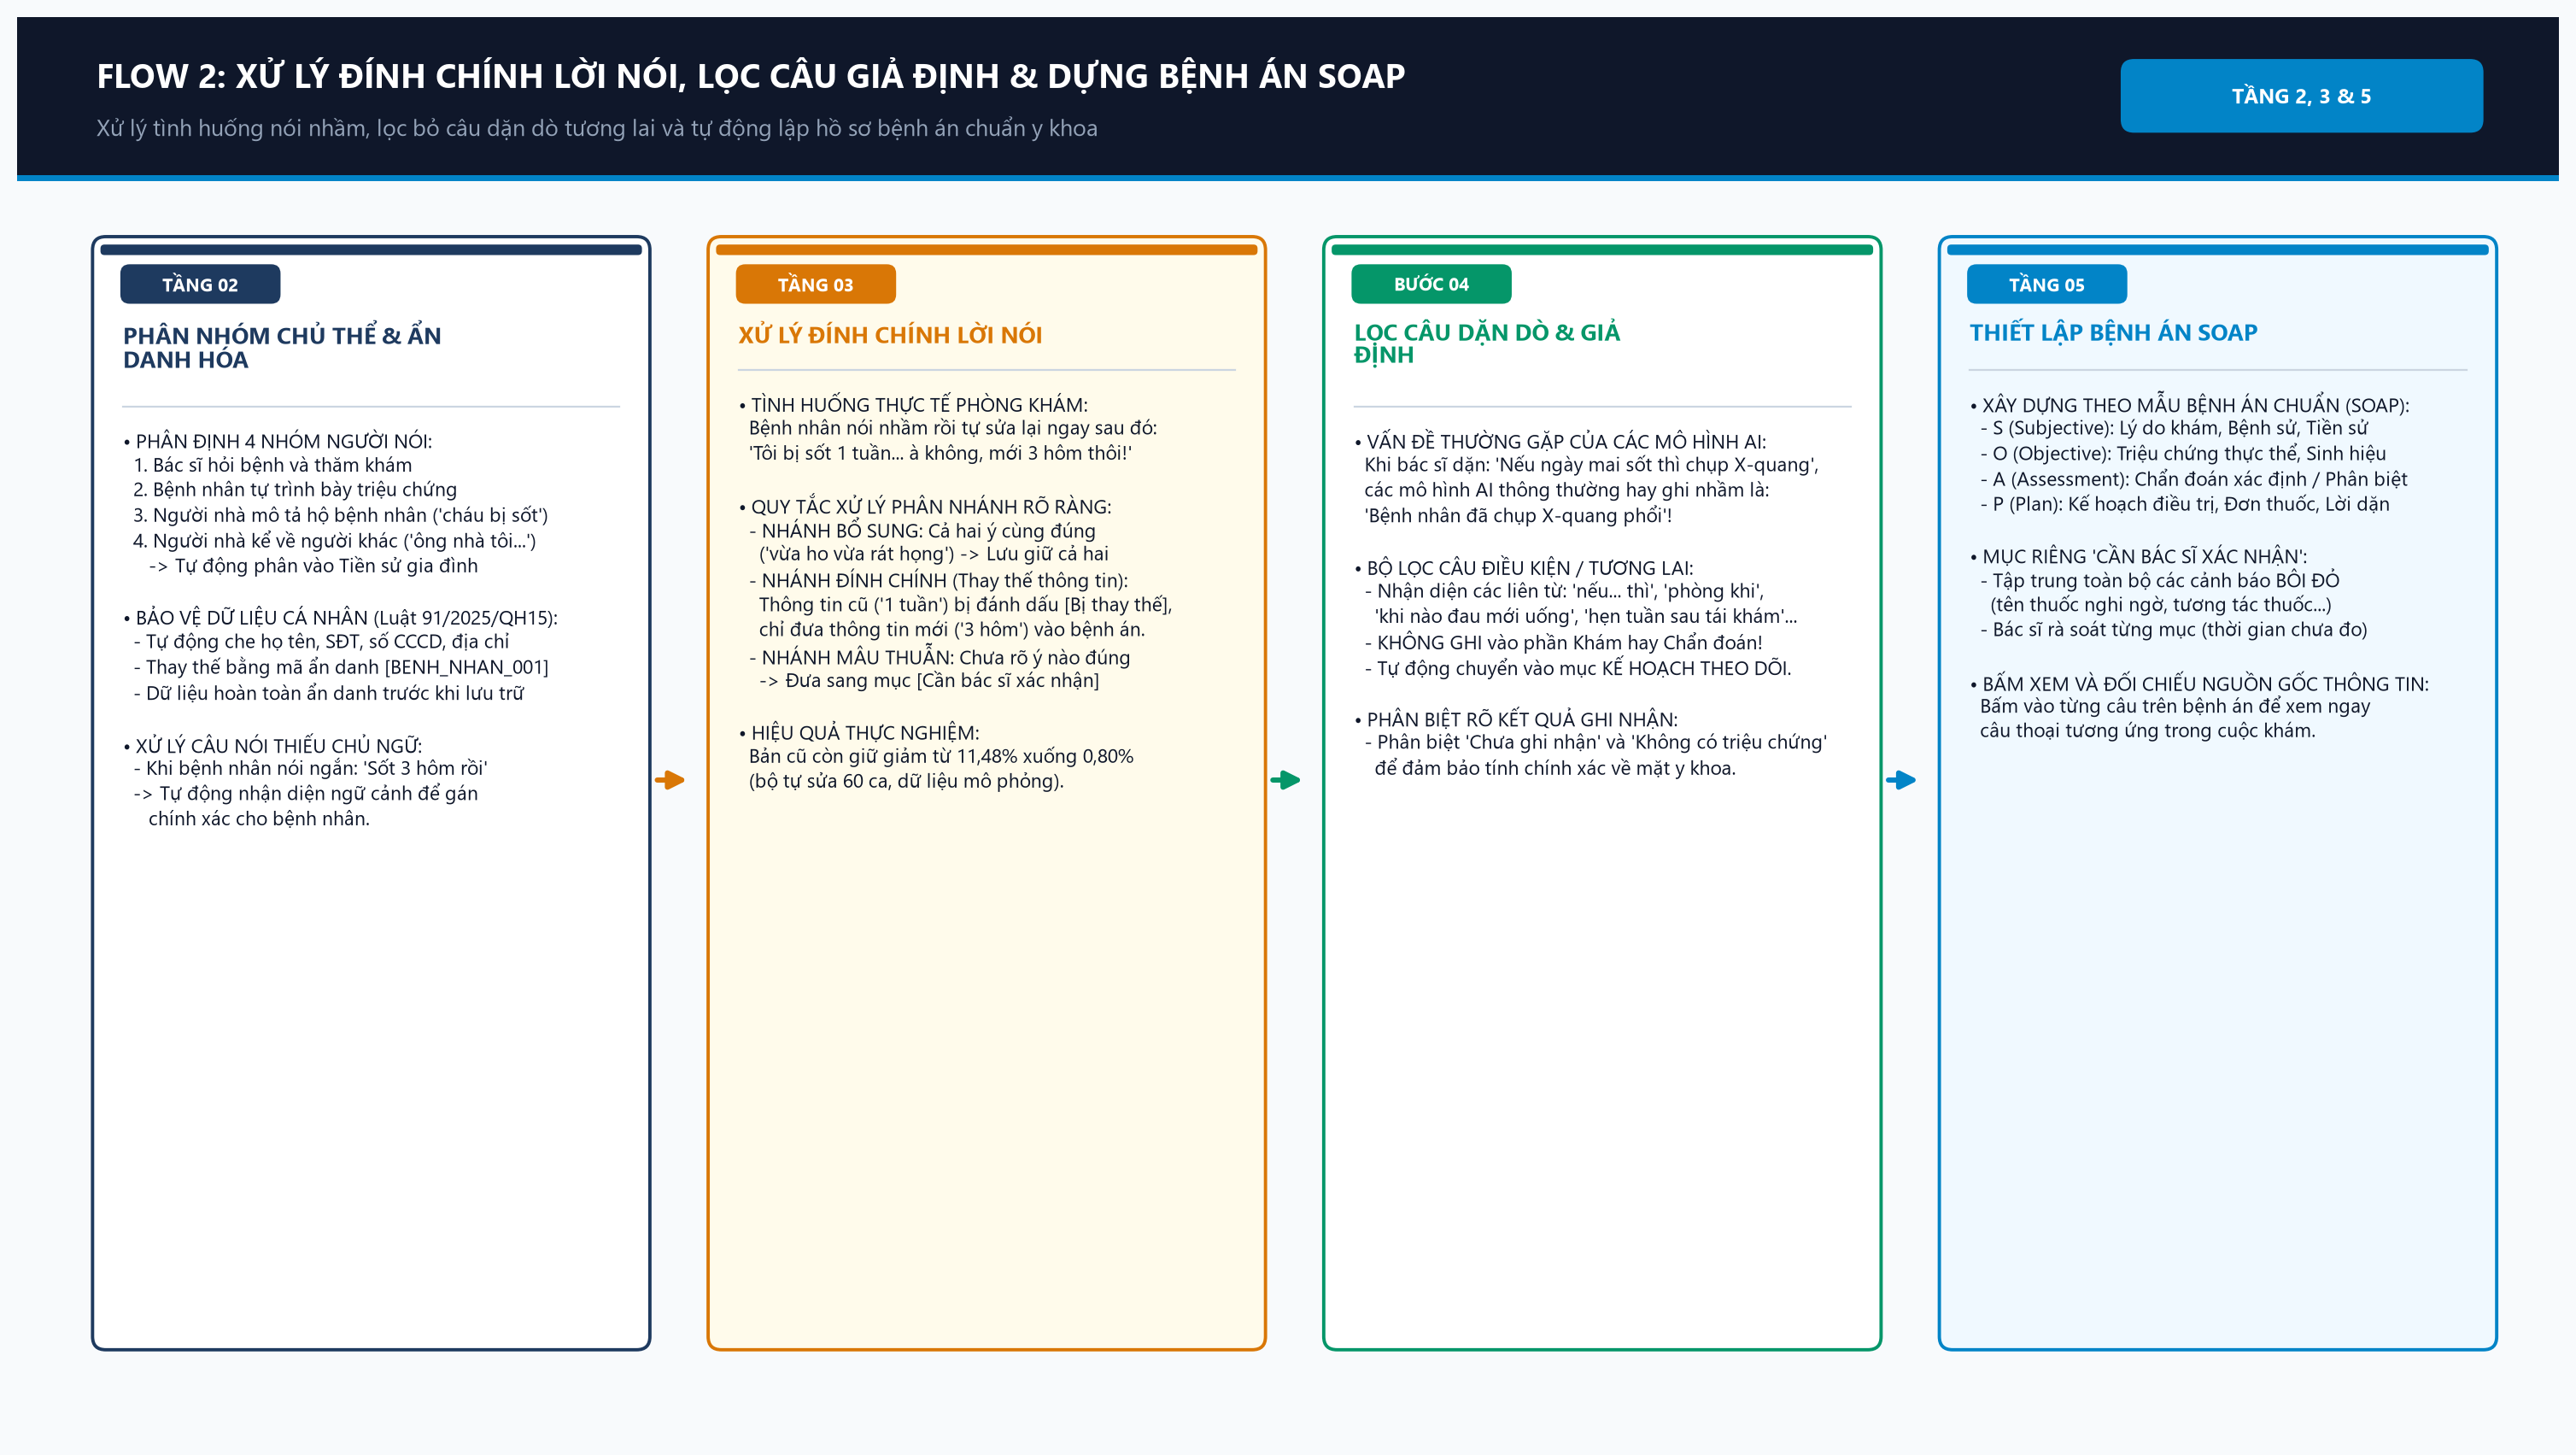 FLOW 2: XỬ LÝ ĐÍNH CHÍNH LỜI NÓI, LỌC CÂU GIẢ ĐỊNH & DỰNG BỆNH ÁN SOAP
Xử lý tình huống nói nhầm, lọc bỏ câu dặn dò tương lai và tự động lập hồ sơ bệnh án chuẩn y khoa
TẦNG 2, 3 & 5
TẦNG 02
PHÂN NHÓM CHỦ THỂ & ẨN
DANH HÓA
• PHÂN ĐỊNH 4 NHÓM NGƯỜI NÓI:
1. Bác sĩ hỏi bệnh và thăm khám
2. Bệnh nhân tự trình bày triệu chứng
3. Người nhà mô tả hộ bệnh nhân ('cháu bị sốt')
4. Người nhà kể về người khác ('ông nhà tôi...')
-> Tự động phân vào Tiền sử gia đình
• BẢO VỆ DỮ LIỆU CÁ NHÂN (Luật 91/2025/QH15):
- Tự động che họ tên, SĐT, số CCCD, địa chỉ
- Thay thế bằng mã ẩn danh [BENH_NHAN_001]
- Dữ liệu hoàn toàn ẩn danh trước khi lưu trữ
• XỬ LÝ CÂU NÓI THIẾU CHỦ NGỮ:
- Khi bệnh nhân nói ngắn: 'Sốt 3 hôm rồi'
-> Tự động nhận diện ngữ cảnh để gán
chính xác cho bệnh nhân.
TẦNG 03
XỬ LÝ ĐÍNH CHÍNH LỜI NÓI
• TÌNH HUỐNG THỰC TẾ PHÒNG KHÁM:
Bệnh nhân nói nhầm rồi tự sửa lại ngay sau đó:
'Tôi bị sốt 1 tuần... à không, mới 3 hôm thôi!'
• QUY TẮC XỬ LÝ PHÂN NHÁNH RÕ RÀNG:
- NHÁNH BỔ SUNG: Cả hai ý cùng đúng
('vừa ho vừa rát họng') -> Lưu giữ cả hai
- NHÁNH ĐÍNH CHÍNH (Thay thế thông tin):
Thông tin cũ ('1 tuần') bị đánh dấu [Bị thay thế],
chỉ đưa thông tin mới ('3 hôm') vào bệnh án.
- NHÁNH MÂU THUẪN: Chưa rõ ý nào đúng
-> Đưa sang mục [Cần bác sĩ xác nhận]
• HIỆU QUẢ THỰC NGHIỆM:
Bản cũ còn giữ giảm từ 11,48% xuống 0,80%
(bộ tự sửa 60 ca, dữ liệu mô phỏng).
BƯỚC 04
LỌC CÂU DẶN DÒ & GIẢ
ĐỊNH
• VẤN ĐỀ THƯỜNG GẶP CỦA CÁC MÔ HÌNH AI:
Khi bác sĩ dặn: 'Nếu ngày mai sốt thì chụp X-quang',
các mô hình AI thông thường hay ghi nhầm là:
'Bệnh nhân đã chụp X-quang phổi'!
• BỘ LỌC CÂU ĐIỀU KIỆN / TƯƠNG LAI:
- Nhận diện các liên từ: 'nếu... thì', 'phòng khi',
'khi nào đau mới uống', 'hẹn tuần sau tái khám'...
- KHÔNG GHI vào phần Khám hay Chẩn đoán!
- Tự động chuyển vào mục KẾ HOẠCH THEO DÕI.
• PHÂN BIỆT RÕ KẾT QUẢ GHI NHẬN:
- Phân biệt 'Chưa ghi nhận' và 'Không có triệu chứng'
để đảm bảo tính chính xác về mặt y khoa.
TẦNG 05
THIẾT LẬP BỆNH ÁN SOAP
• XÂY DỰNG THEO MẪU BỆNH ÁN CHUẨN (SOAP):
- S (Subjective): Lý do khám, Bệnh sử, Tiền sử
- O (Objective): Triệu chứng thực thể, Sinh hiệu
- A (Assessment): Chẩn đoán xác định / Phân biệt
- P (Plan): Kế hoạch điều trị, Đơn thuốc, Lời dặn
• MỤC RIÊNG 'CẦN BÁC SĨ XÁC NHẬN':
- Tập trung toàn bộ các cảnh báo BÔI ĐỎ
(tên thuốc nghi ngờ, tương tác thuốc...)
- Bác sĩ rà soát từng mục (thời gian chưa đo)
• BẤM XEM VÀ ĐỐI CHIẾU NGUỒN GỐC THÔNG TIN:
Bấm vào từng câu trên bệnh án để xem ngay
câu thoại tương ứng trong cuộc khám.